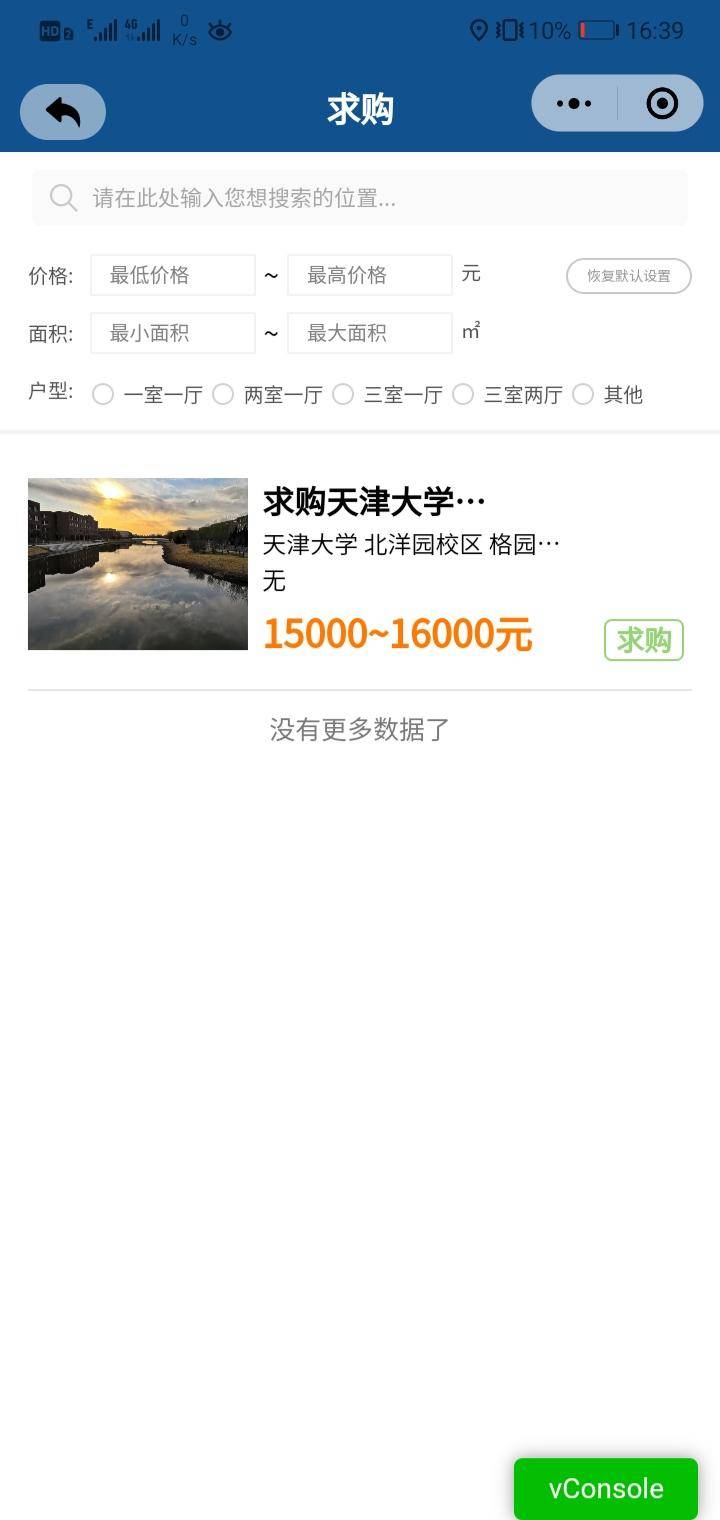 HD 2 E 4G 0 K/s 10% 16:39
求购
请在此处输入您想搜索的位置...
价格: 最低价格 ~ 最高价格 元 恢复默认设置
面积: 最小面积 ~ 最大面积 ㎡
户型: 一室一厅 两室一厅 三室一厅 三室两厅 其他
求购天津大学…
天津大学 北洋园校区 格园…
无
15000~16000元 求购
没有更多数据了
vConsole